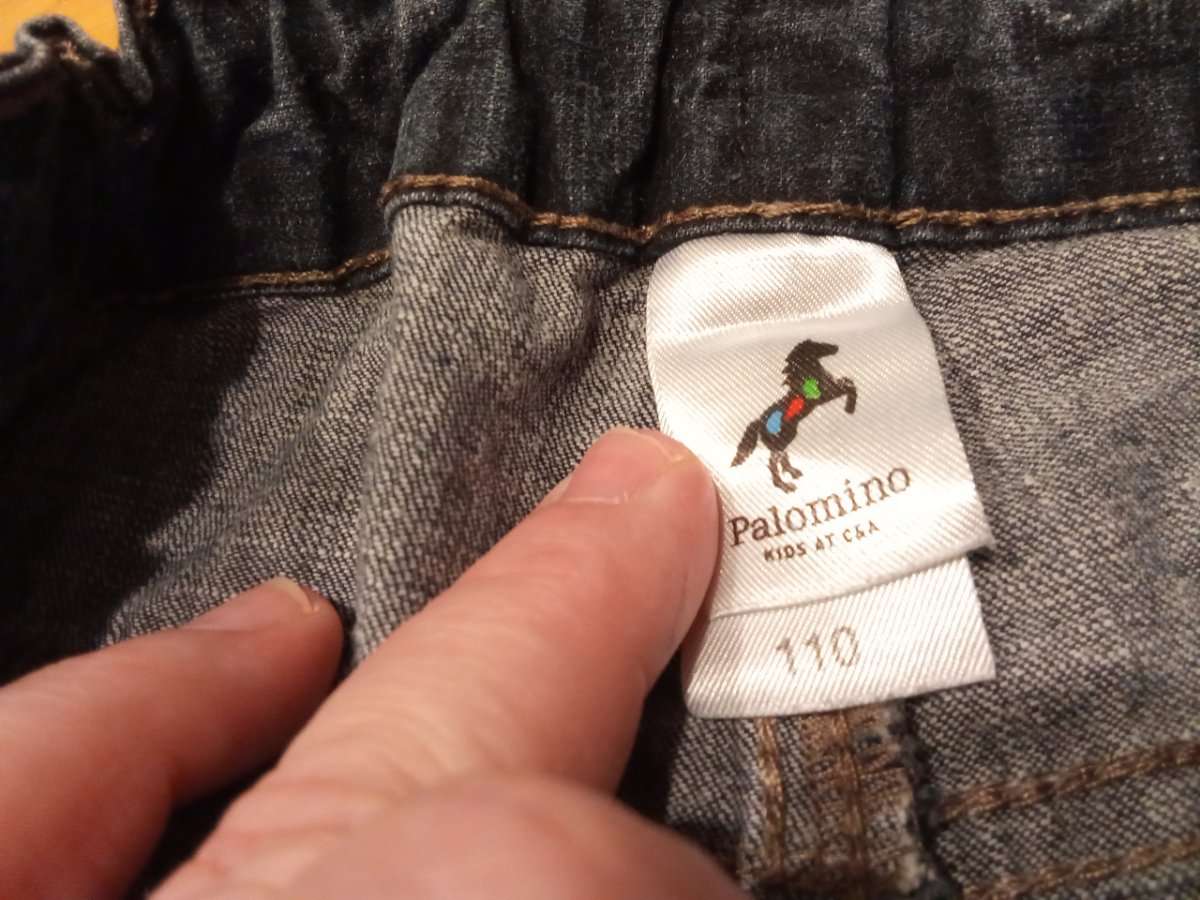 Palomino
KIDS AT C&A
110